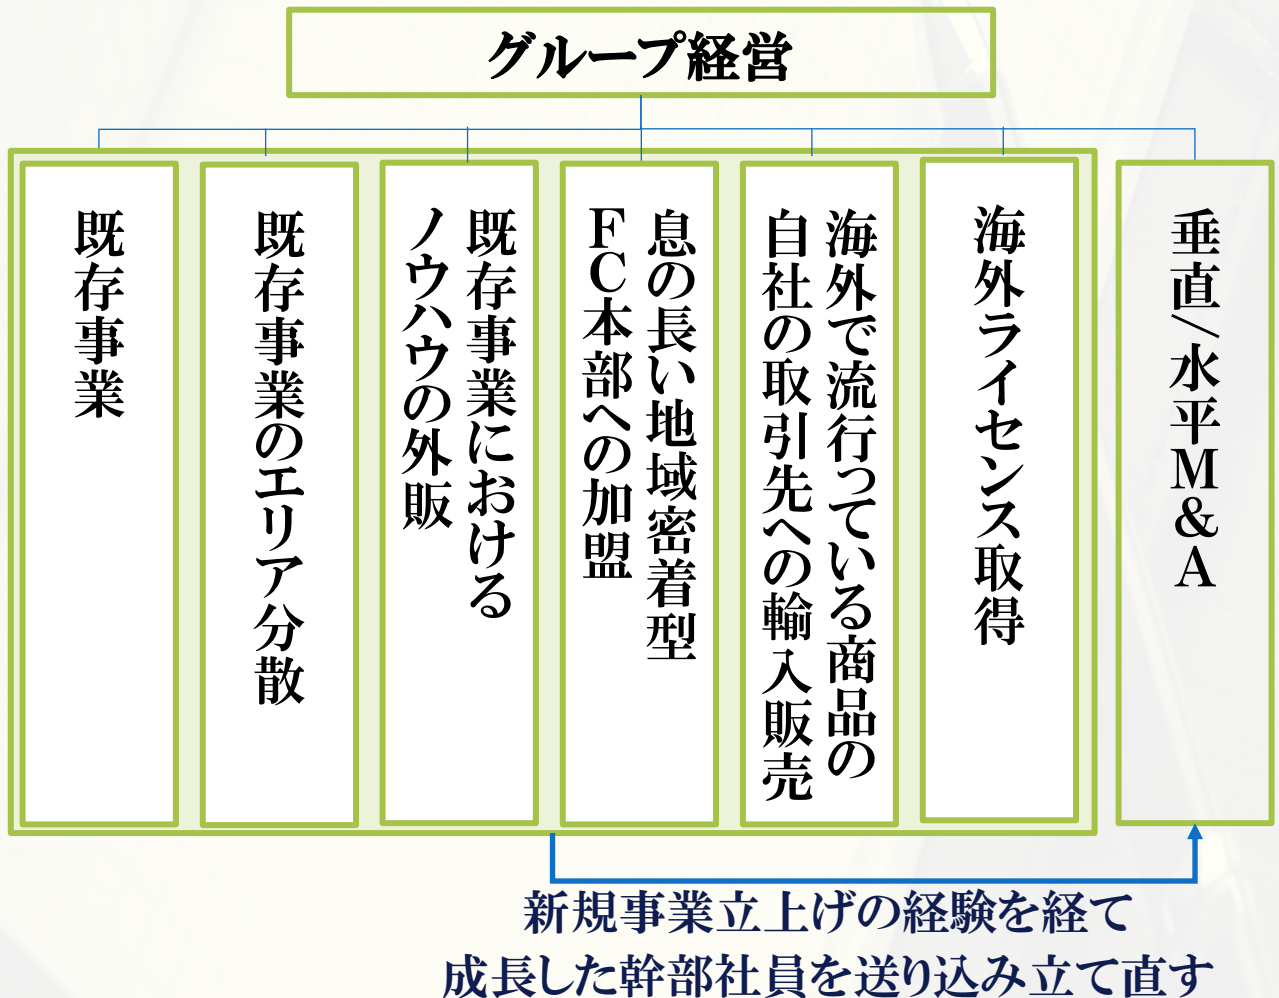 グループ経営
既存事業
既存事業のエリア分散
既存事業における
ノウハウの外販
息の長い地域密着型
FC本部への加盟
海外で流行っている商品の
自社の取引先への輸入販売
海外ライセンス取得
垂直/水平M&A
新規事業立上げの経験を経て
成長した幹部社員を送り込み立て直す